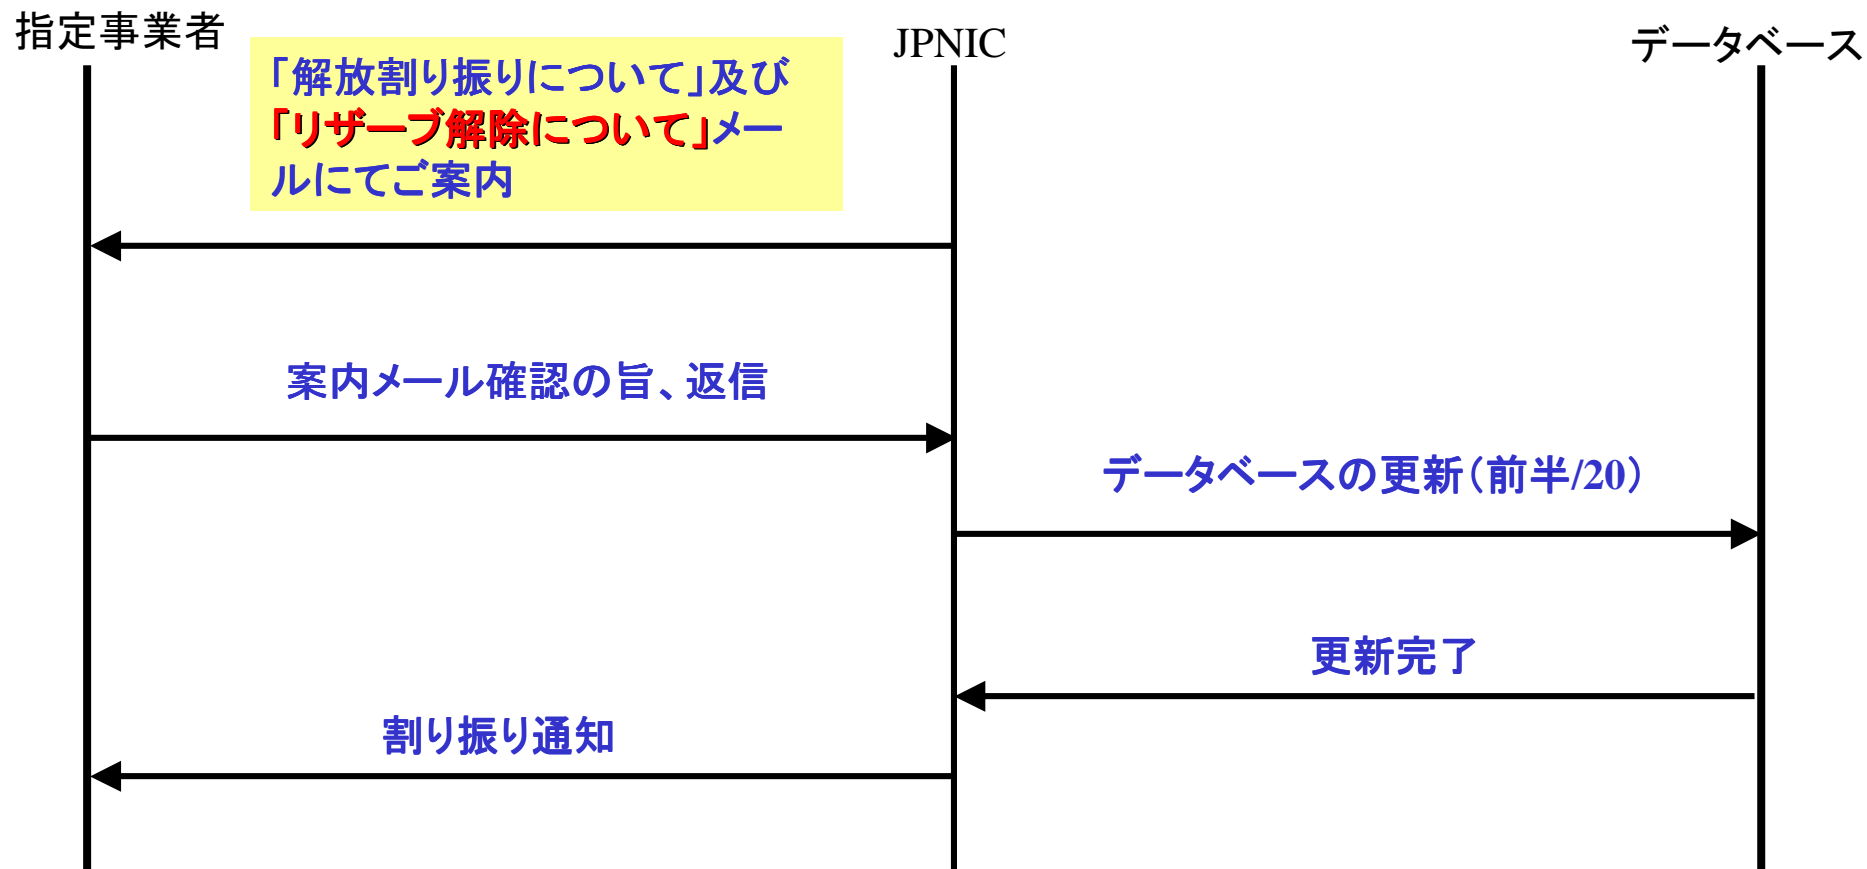 指定事業者
JPNIC
データベース
「解放割り振りについて」及び
「リザーブ解除について」メー
ルにてご案内
案内メール確認の旨、返信
データベースの更新（前半/20）
更新完了
割り振り通知